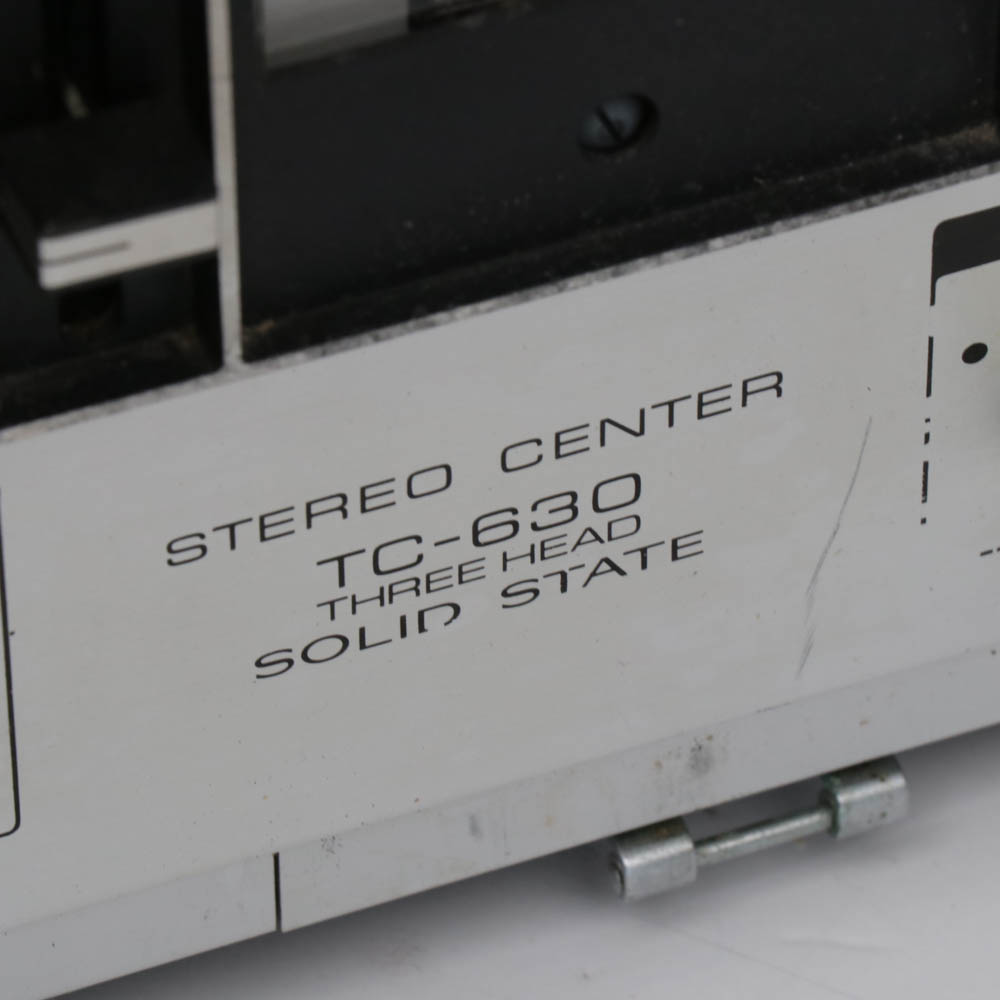 STEREO CENTER
TC-630
THREE HEAD
SOLID STATE